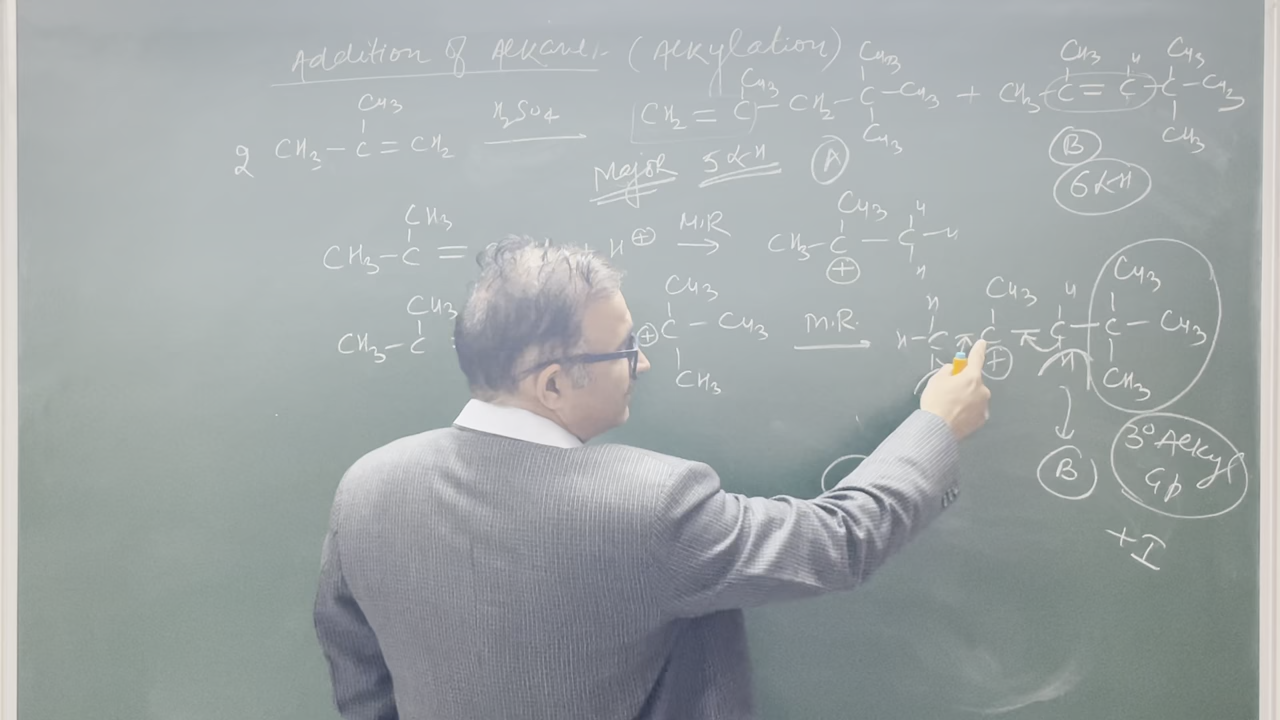 Addition of Alkanes (Alkylation)
CH3 CH3 CH3 CH3 CH3
2 CH3 – C = CH2 H2SO4 CH2 = C – CH2 – C – CH3 + CH3 – C = C – C – CH3
H
CH3 CH3
Major 5αH A B
6αH
CH3 CH3 H
CH3 – C = H ⊕ M.R CH3 – C – C – H
⊕ H
CH3 CH3 H CH3 H CH3
CH3 – C ⊕ C – CH3 M.R. H – C C C – C – CH3
CH3 ⊕ H CH3
B 3° Alkyl
Gp
+I